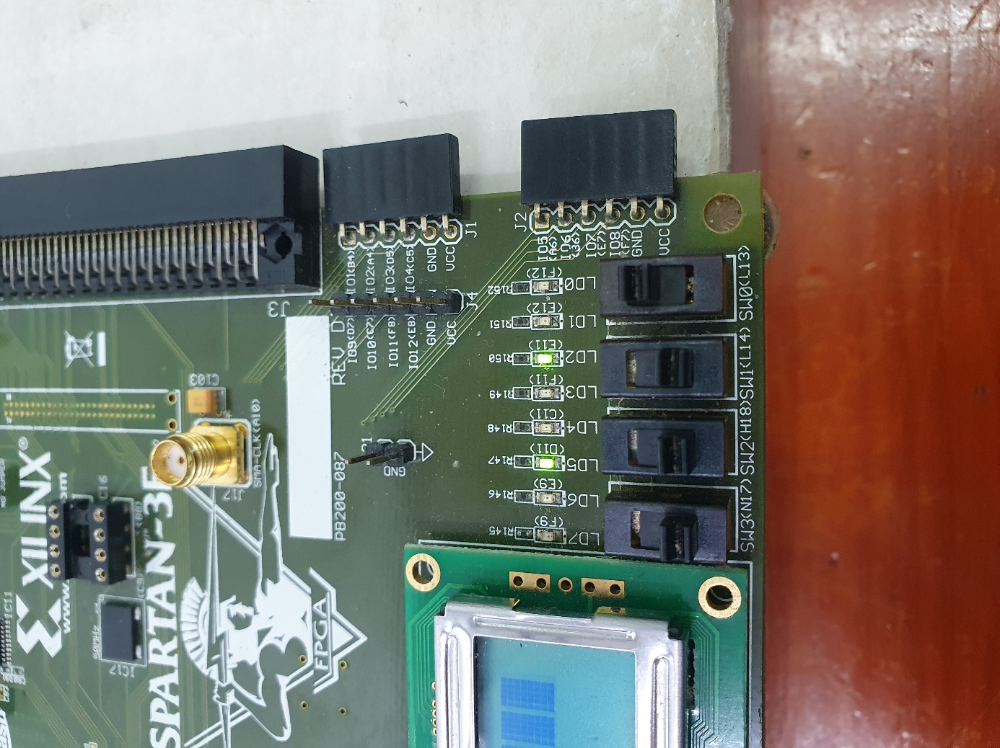 J1
J2
J3
J4
IO1(B4)
IO2(A4)
IO3(D5)
IO4(C5)
GND
VCC
IO5
(A6)
IO6
IO7
(E7)
IO8
(F7)
GND
VCC
IO9(D7)
IO10(C7)
IO11(F8)
IO12(E8)
GND
VCC
REV D
PB200-087
(F12)
R152
LD0
(E12)
R151
LD1
(E11)
R150
LD2
(F11)
R149
LD3
(C11)
R148
LD4
(D11)
R147
LD5
(E9)
R146
LD6
(F9)
R145
LD7
SW0(L13)
SW1(L14)
SW2(H18)
SW3(N17)
C103
SMA-CLK(A10)
J17
GND
C16
IC17
50MHz
XILINX®
www.
SPARTAN-3E
FPGA